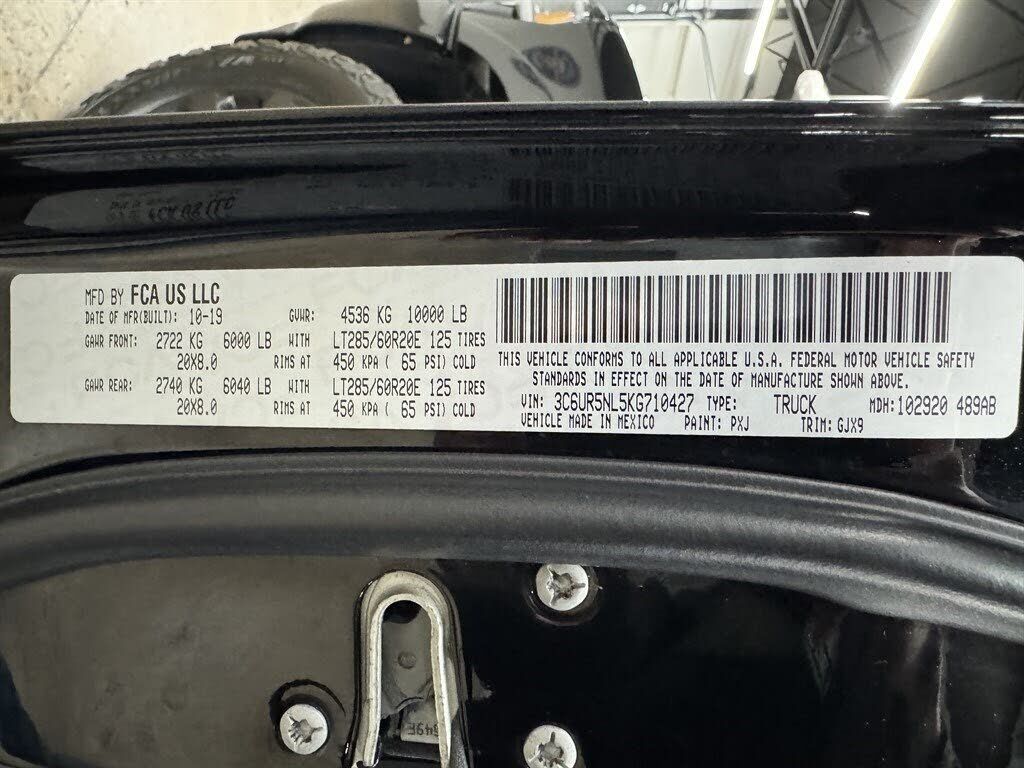 MFD BY FCA US LLC
DATE OF MFR(BUILT): 10-19 GVWR: 4536 KG 10000 LB
GAWR FRONT: 2722 KG 6000 LB WITH LT285/60R20E 125 TIRES
20X8.0 RIMS AT 450 KPA ( 65 PSI) COLD
GAWR REAR: 2740 KG 6040 LB WITH LT285/60R20E 125 TIRES
20X8.0 RIMS AT 450 KPA ( 65 PSI) COLD
THIS VEHICLE CONFORMS TO ALL APPLICABLE U.S.A. FEDERAL MOTOR VEHICLE SAFETY
STANDARDS IN EFFECT ON THE DATE OF MANUFACTURE SHOWN ABOVE.
VIN: 3C6UR5NL5KG710427 TYPE: TRUCK MDH:102920 489AB
VEHICLE MADE IN MEXICO PAINT: PXJ TRIM: GJX9